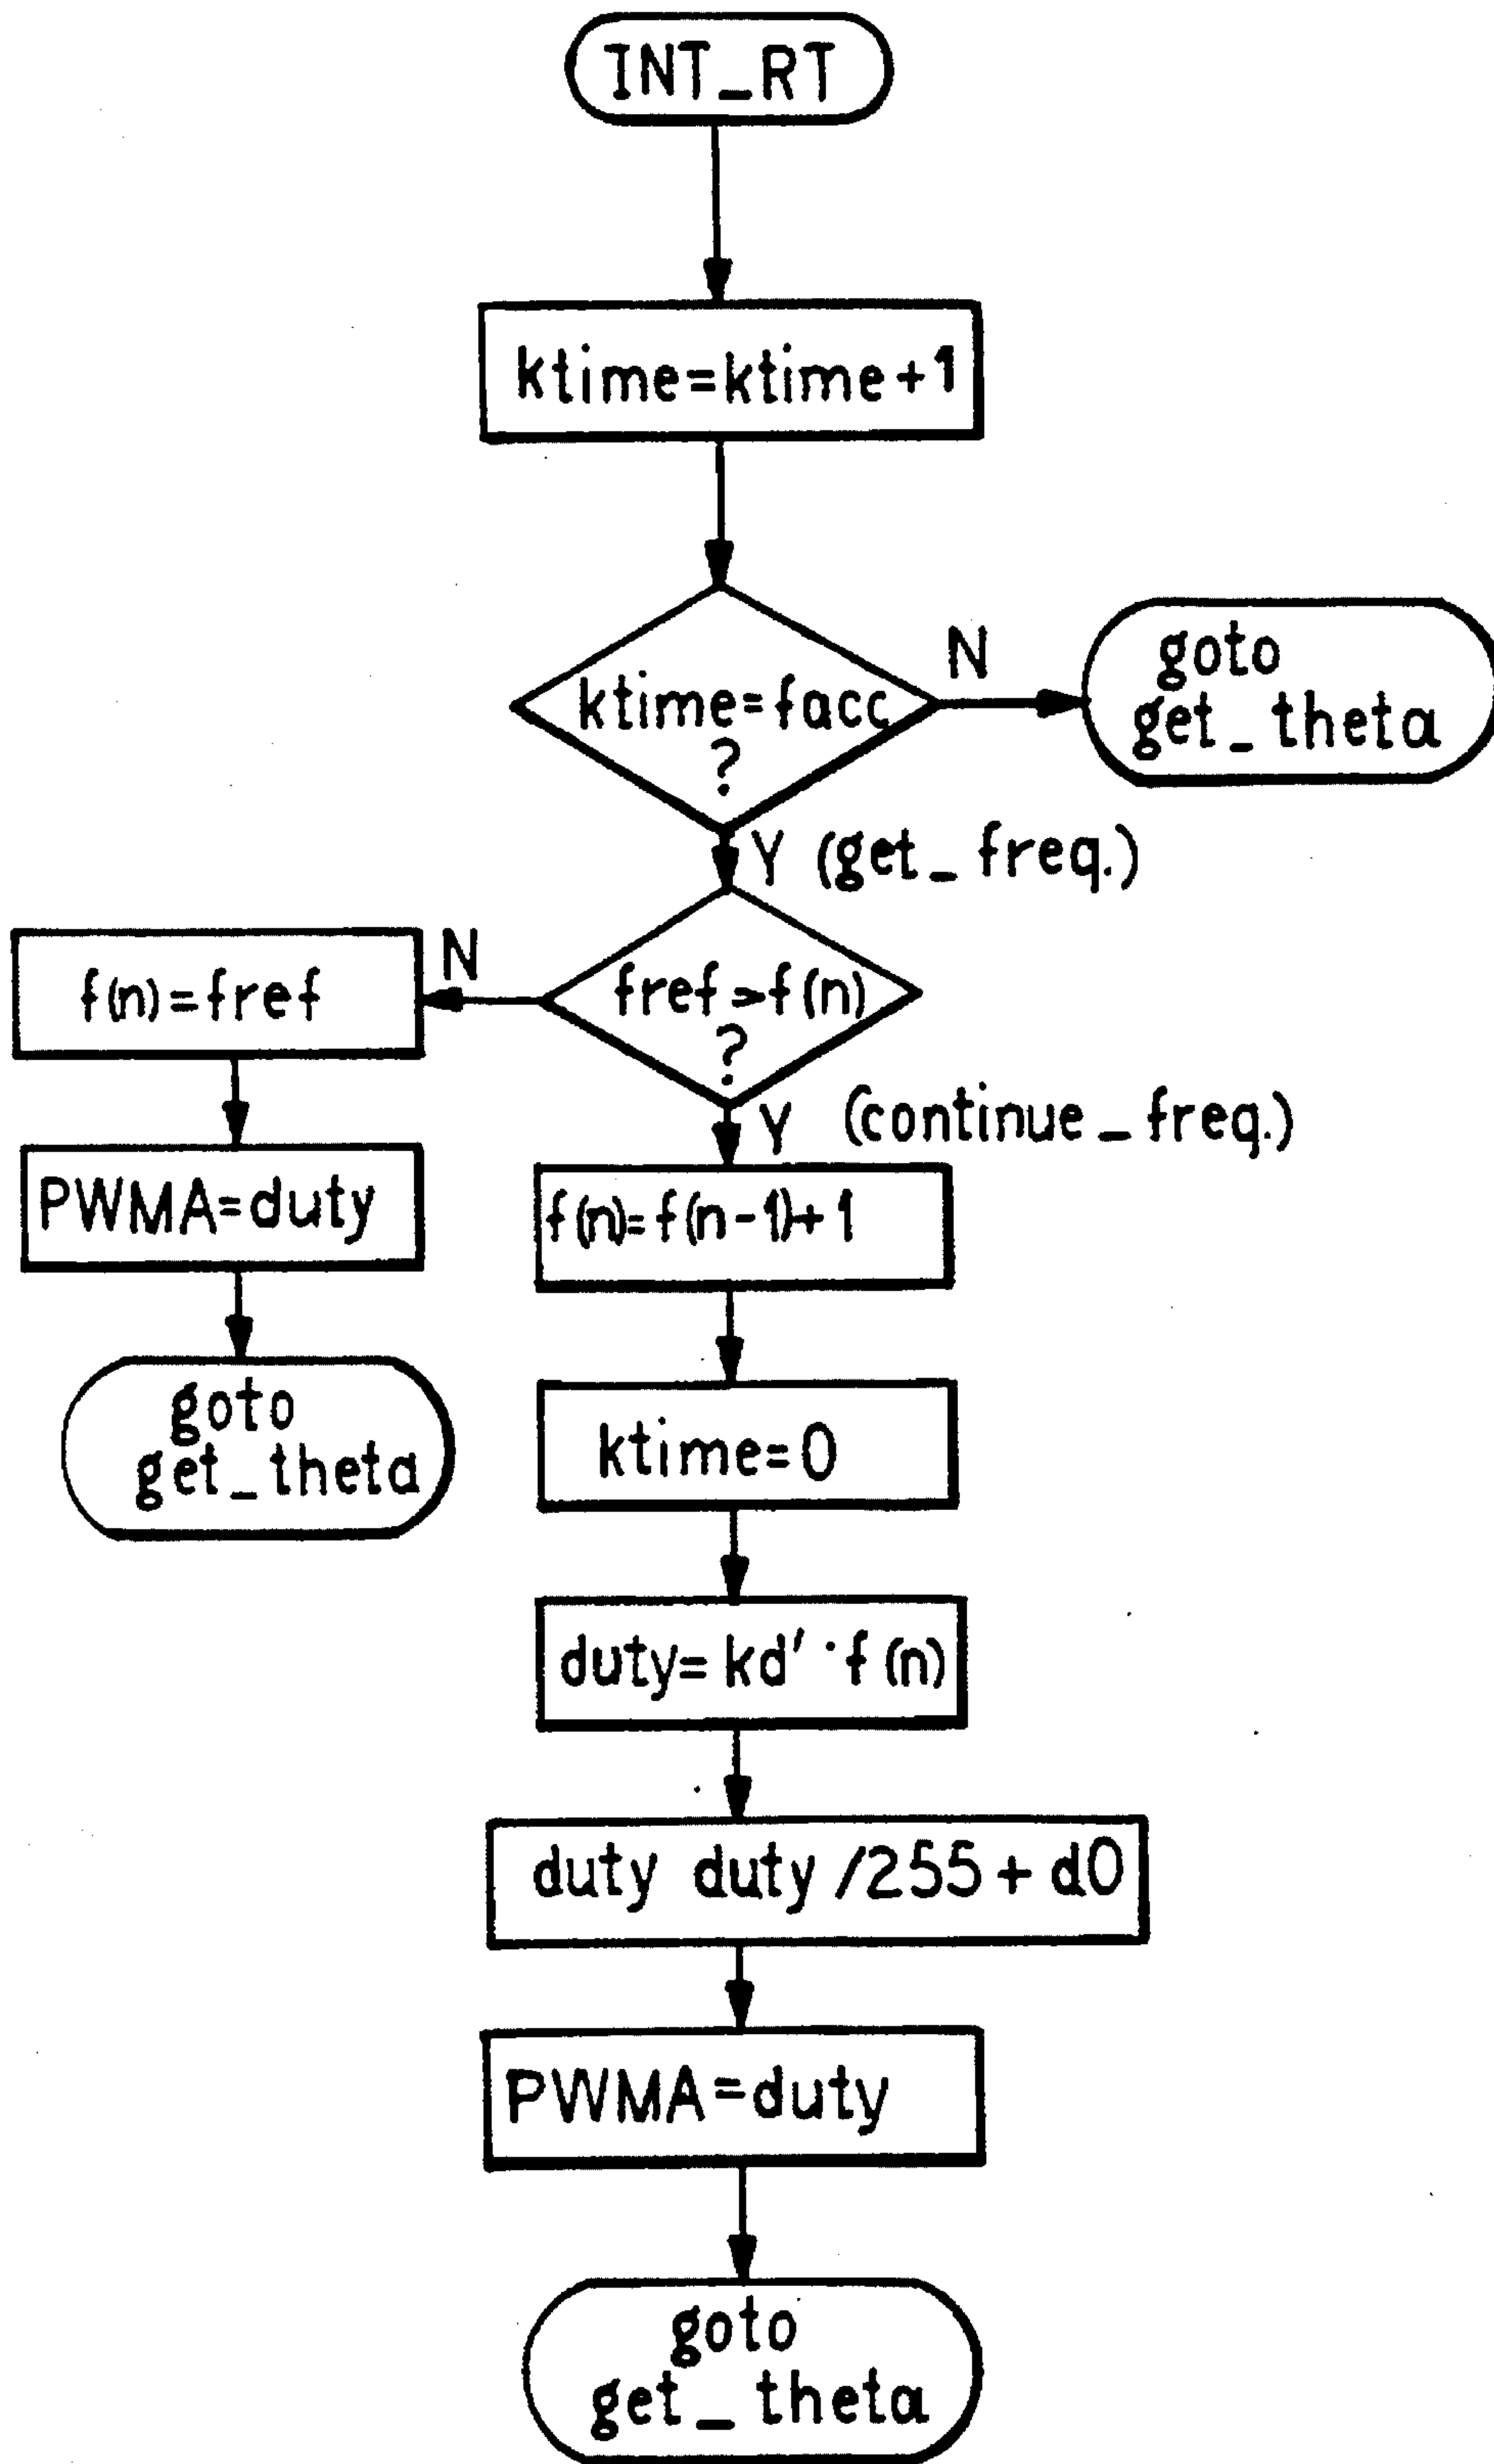 INT_RT
ktime=ktime+1
ktime=facc
?
N
goto
get_theta
Y (get_freq.)
fref>f(n)
?
N
f(n)=fref
PWMA=duty
goto
get_theta
Y (continue_freq.)
f(n)=f(n-1)+1
ktime=0
duty=kd'·f(n)
duty duty/255+d0
PWMA=duty
goto
get_theta